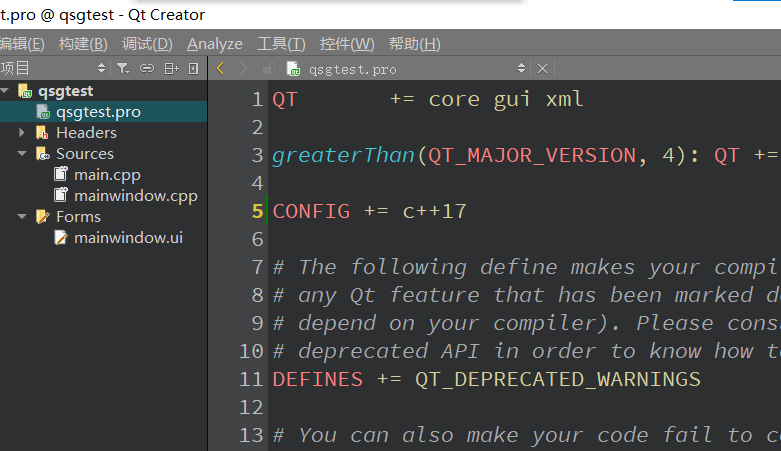 t.pro @ qsgtest - Qt Creator
编辑(E) 构建(B) 调试(D) Analyze 工具(T) 控件(W) 帮助(H)
项目
qsgtest.pro
qsgtest
qsgtest.pro
Headers
Sources
main.cpp
mainwindow.cpp
Forms
mainwindow.ui
1 QT       += core gui xml
2
3 greaterThan(QT_MAJOR_VERSION, 4): QT +=
4
5 CONFIG += c++17
6
7 # The following define makes your compi
8 # any Qt feature that has been marked d
9 # depend on your compiler). Please cons
10 # deprecated API in order to know how t
11 DEFINES += QT_DEPRECATED_WARNINGS
12
13 # You can also make your code fail to c